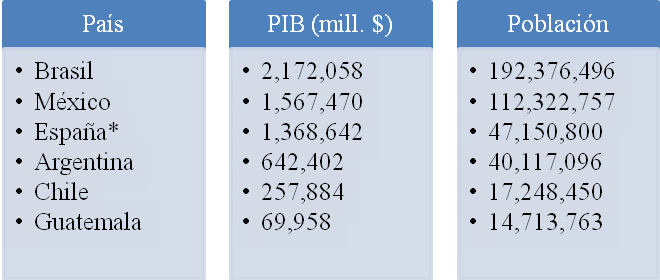 País PIB (mill. $) Población
• Brasil • 2,172,058 • 192,376,496
• México • 1,567,470 • 112,322,757
• España* • 1,368,642 • 47,150,800
• Argentina • 642,402 • 40,117,096
• Chile • 257,884 • 17,248,450
• Guatemala • 69,958 • 14,713,763